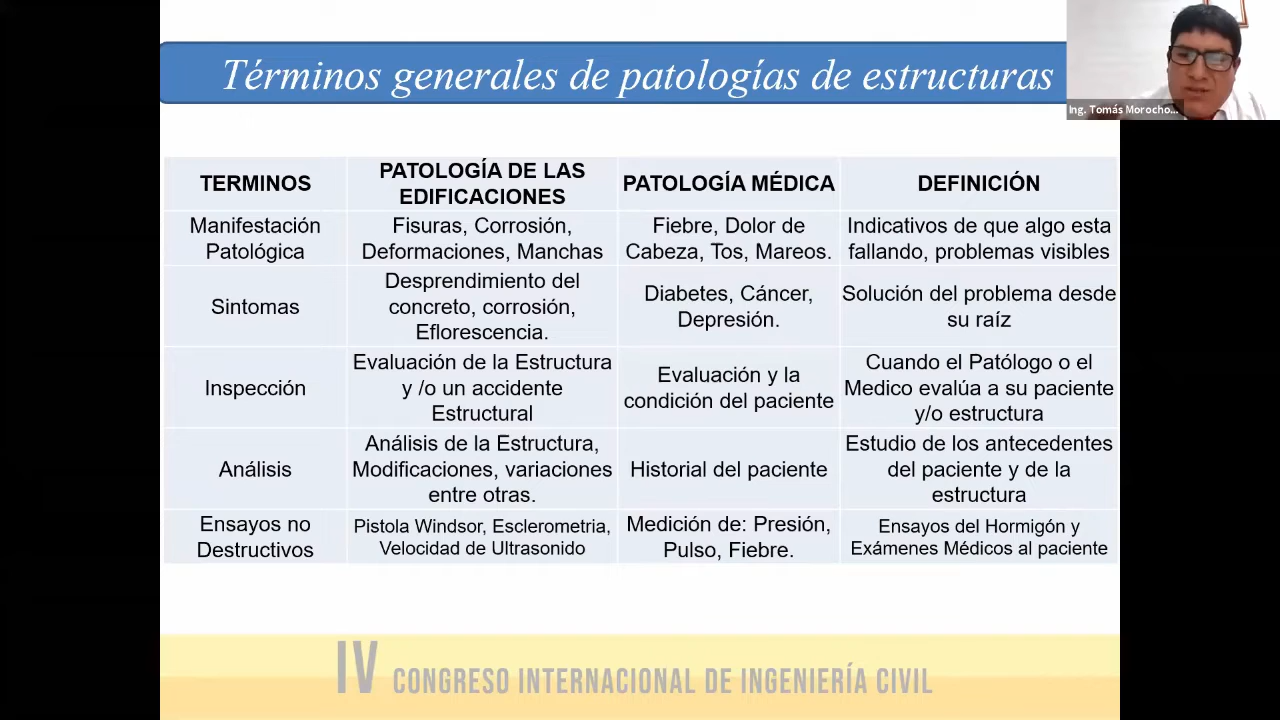 Términos generales de patologías de estructuras
Ing. Tomás Morocho...
TERMINOS
PATOLOGÍA DE LAS
EDIFICACIONES
PATOLOGÍA MÉDICA
DEFINICIÓN
Manifestación
Patológica
Fisuras, Corrosión,
Deformaciones, Manchas
Fiebre, Dolor de
Cabeza, Tos, Mareos.
Indicativos de que algo esta
fallando, problemas visibles
Sintomas
Desprendimiento del
concreto, corrosión,
Eflorescencia.
Diabetes, Cáncer,
Depresión.
Solución del problema desde
su raíz
Inspección
Evaluación de la Estructura
y /o un accidente
Estructural
Evaluación y la
condición del paciente
Cuando el Patólogo o el
Medico evalúa a su paciente
y/o estructura
Análisis
Análisis de la Estructura,
Modificaciones, variaciones
entre otras.
Historial del paciente
Estudio de los antecedentes
del paciente y de la
estructura
Ensayos no
Destructivos
Pistola Windsor, Esclerometria,
Velocidad de Ultrasonido
Medición de: Presión,
Pulso, Fiebre.
Ensayos del Hormigón y
Exámenes Médicos al paciente
IV CONGRESO INTERNACIONAL DE INGENIERÍA CIVIL